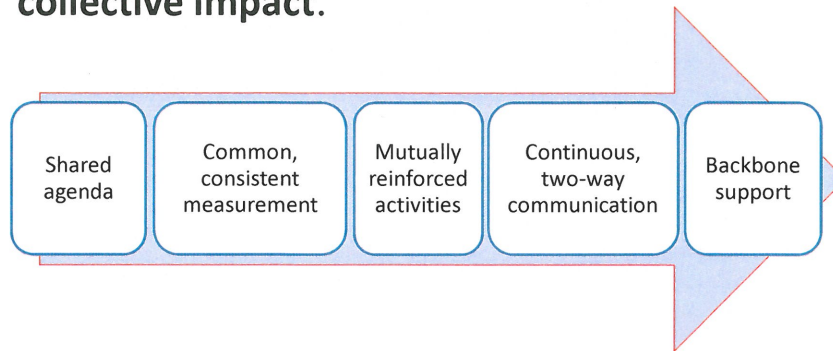 collective impact.
Shared
agenda
Common,
consistent
measurement
Mutually
reinforced
activities
Continuous,
two-way
communication
Backbone
support